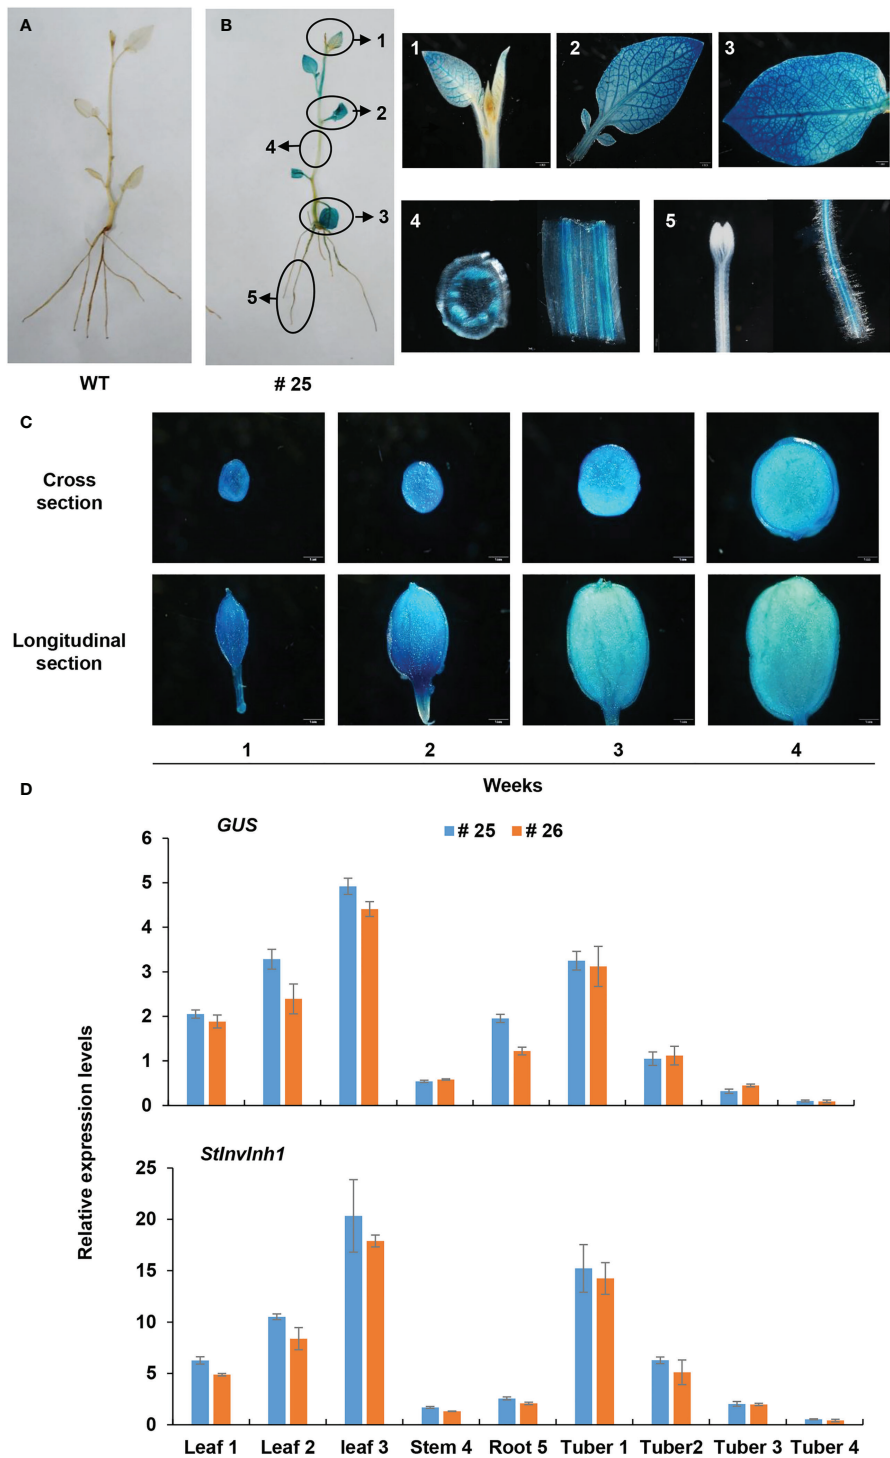 A
B
1
2
4
3
5
WT
# 25
1
2
3
4
5
C
Cross
section
Longitudinal
section
1
2
3
4
Weeks
D
GUS
# 25
# 26
6
5
4
3
2
1
0
Relative expression levels
StInvInh1
25
20
15
10
5
0
Leaf 1
Leaf 2
leaf 3
Stem 4
Root 5
Tuber 1
Tuber2
Tuber 3
Tuber 4